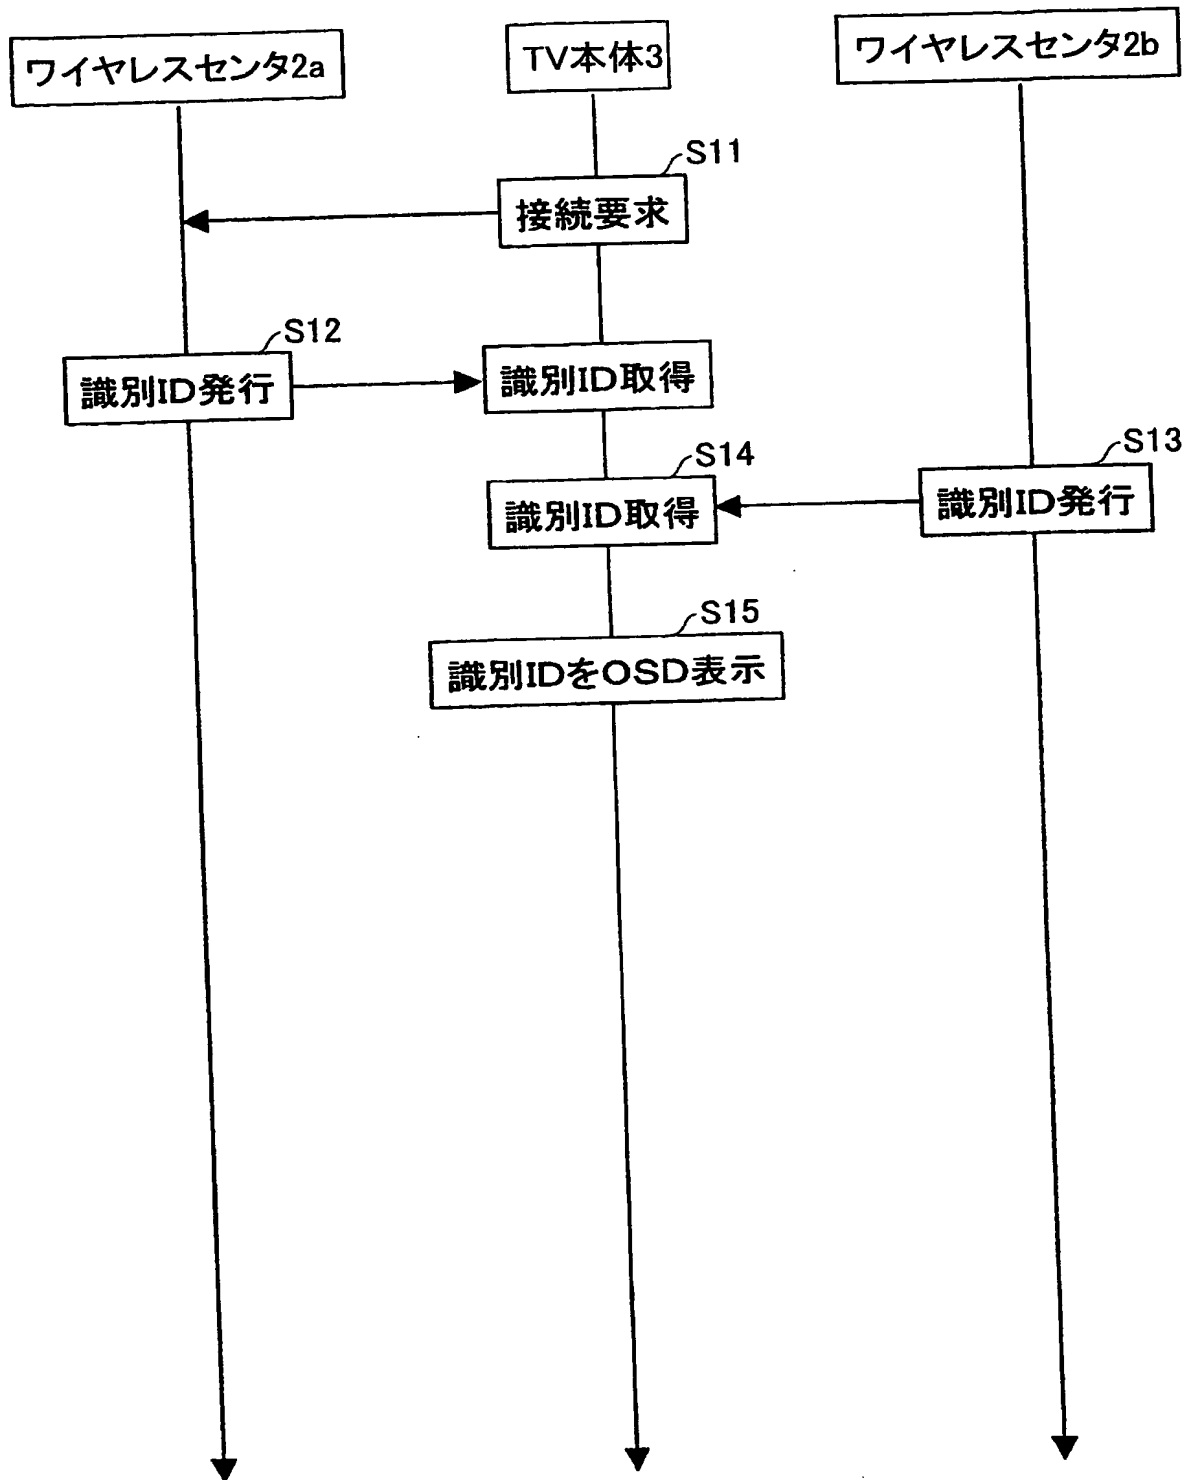 ワイヤレスセンタ2a
TV本体3
ワイヤレスセンタ2b
S11
接続要求
S12
識別ID発行
識別ID取得
S13
識別ID発行
S14
識別ID取得
S15
識別IDをOSD表示